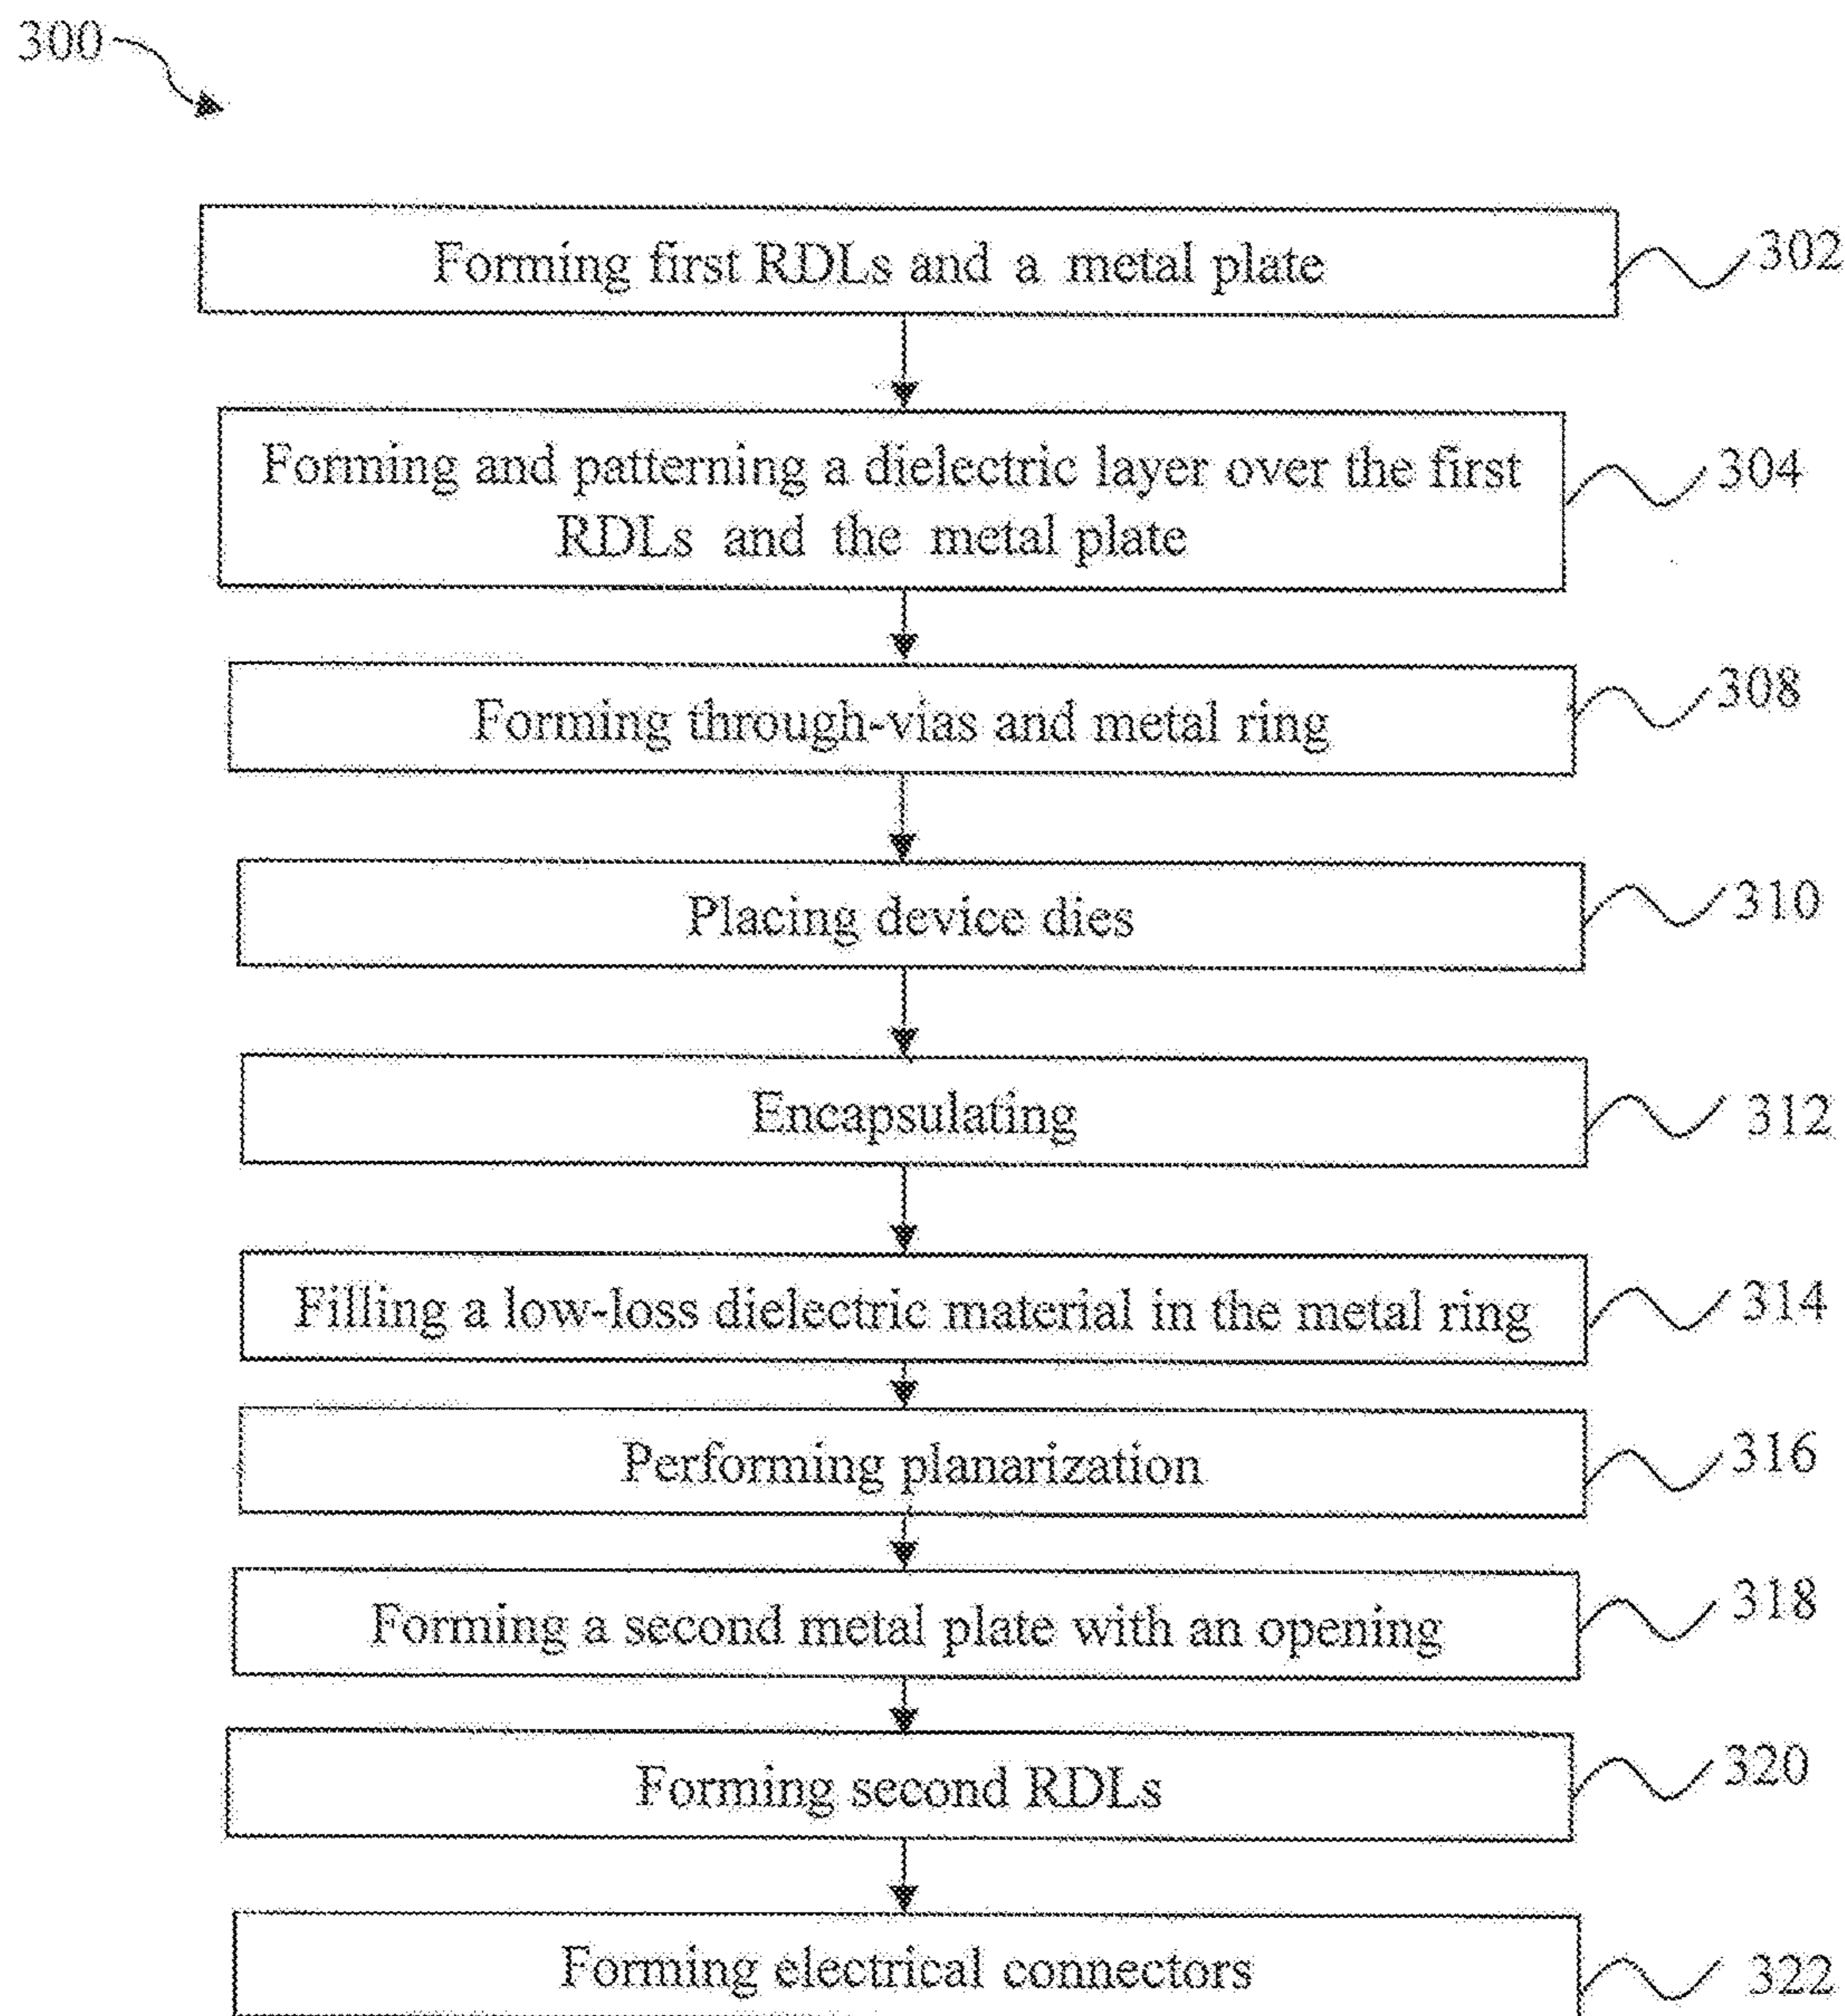 300
Forming first RDLs and a metal plate
302
Forming and patterning a dielectric layer over the first
RDLs and the metal plate
304
Forming through-vias and metal ring
308
Placing device dies
310
Encapsulating
312
Filling a low-loss dielectric material in the metal ring
314
Performing planarization
316
Forming a second metal plate with an opening
318
Forming second RDLs
320
Forming electrical connectors
322